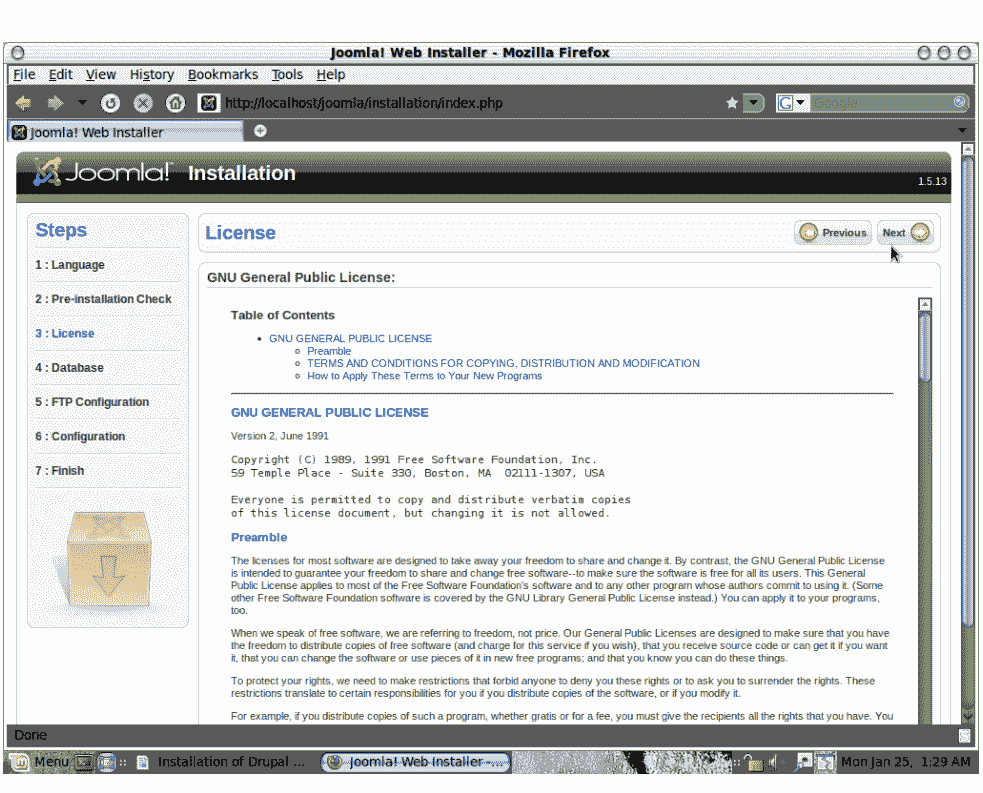 Joomla! Web Installer - Mozilla Firefox
File Edit View History Bookmarks Tools Help
http://localhost/joomla/installation/index.php
Google
Joomla! Web Installer
Joomla! Installation
1.5.13
Steps
1 : Language
2 : Pre-installation Check
3 : License
4 : Database
5 : FTP Configuration
6 : Configuration
7 : Finish
License
Previous
Next
GNU General Public License:
Table of Contents
• GNU GENERAL PUBLIC LICENSE
Preamble
TERMS AND CONDITIONS FOR COPYING, DISTRIBUTION AND MODIFICATION
How to Apply These Terms to Your New Programs
GNU GENERAL PUBLIC LICENSE
Version 2, June 1991
Copyright (C) 1989, 1991 Free Software Foundation, Inc.
59 Temple Place - Suite 330, Boston, MA  02111-1307, USA
Everyone is permitted to copy and distribute verbatim copies
of this license document, but changing it is not allowed.
Preamble
The licenses for most software are designed to take away your freedom to share and change it. By contrast, the GNU General Public License
is intended to guarantee your freedom to share and change free software--to make sure the software is free for all its users. This General
Public License applies to most of the Free Software Foundation's software and to any other program whose authors commit to using it. (Some
other Free Software Foundation software is covered by the GNU Library General Public License instead.) You can apply it to your programs,
too.
When we speak of free software, we are referring to freedom, not price. Our General Public Licenses are designed to make sure that you have
the freedom to distribute copies of free software (and charge for this service if you wish), that you receive source code or can get it if you want
it, that you can change the software or use pieces of it in new free programs; and that you know you can do these things.
To protect your rights, we need to make restrictions that forbid anyone to deny you these rights or to ask you to surrender the rights. These
restrictions translate to certain responsibilities for you if you distribute copies of the software, or if you modify it.
For example, if you distribute copies of such a program, whether gratis or for a fee, you must give the recipients all the rights that you have. You
Done
Menu
Installation of Drupal ...
Joomla! Web Installer -...
Mon Jan 25, 1:29 AM